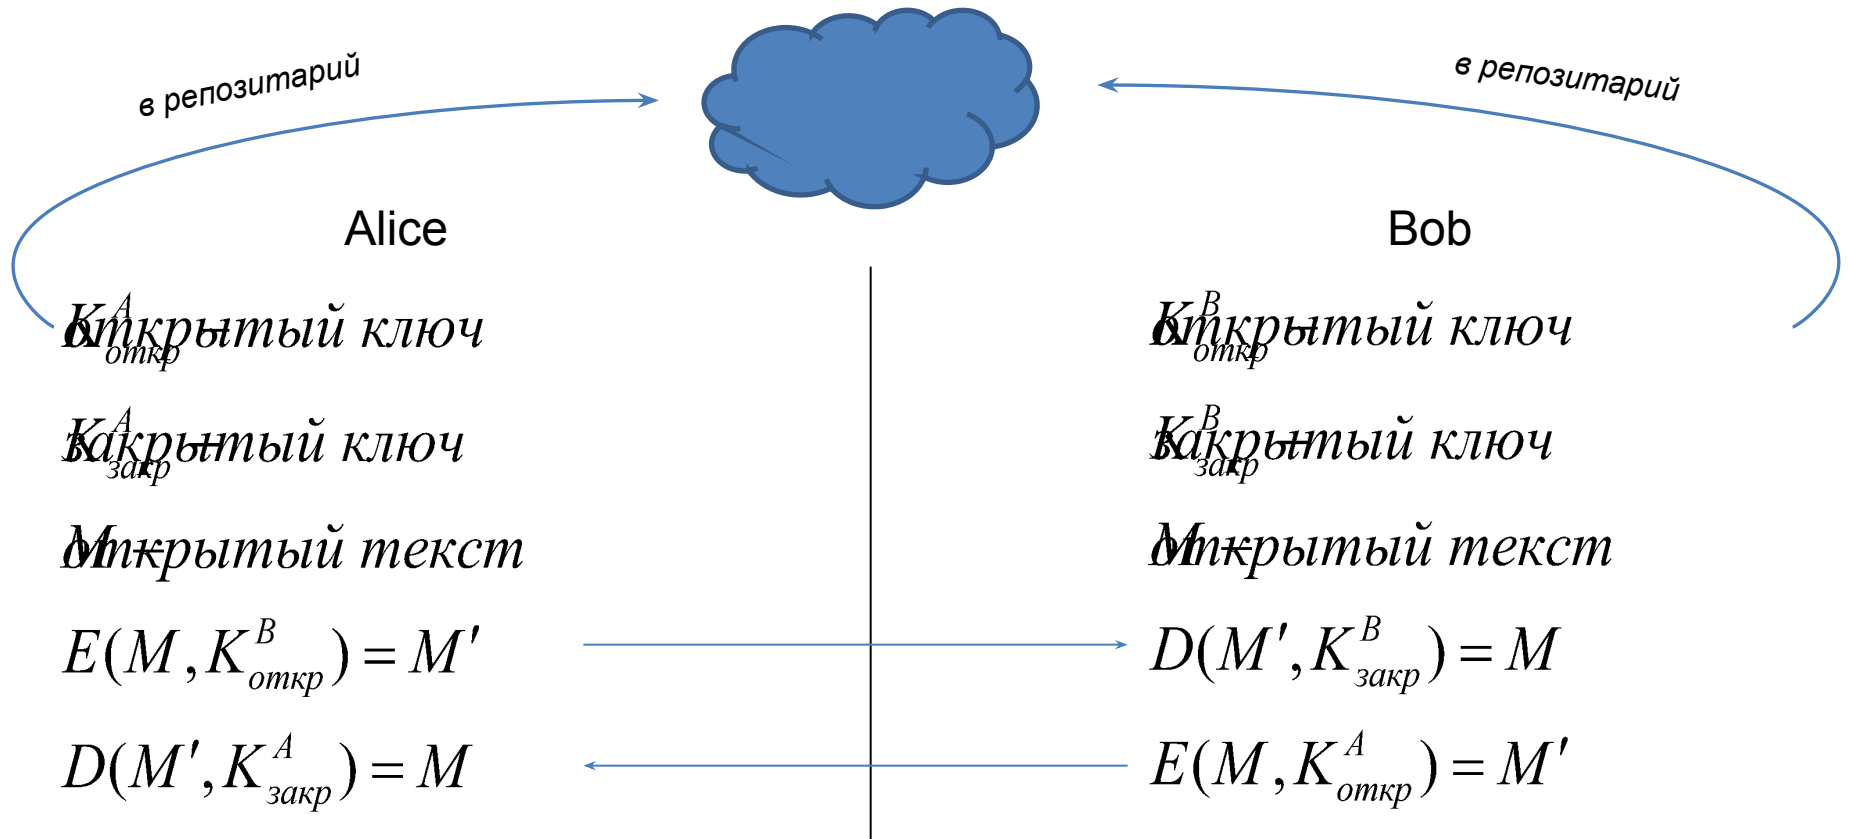 в репозитарий
в репозитарий
Alice
Bob
K^A_откр – открытый ключ
K^B_откр – открытый ключ
K^A_закр – закрытый ключ
K^B_закр – закрытый ключ
M – открытый текст
M – открытый текст
E(M, K^B_откр) = M′
D(M′, K^B_закр) = M
D(M′, K^A_закр) = M
E(M, K^A_откр) = M′